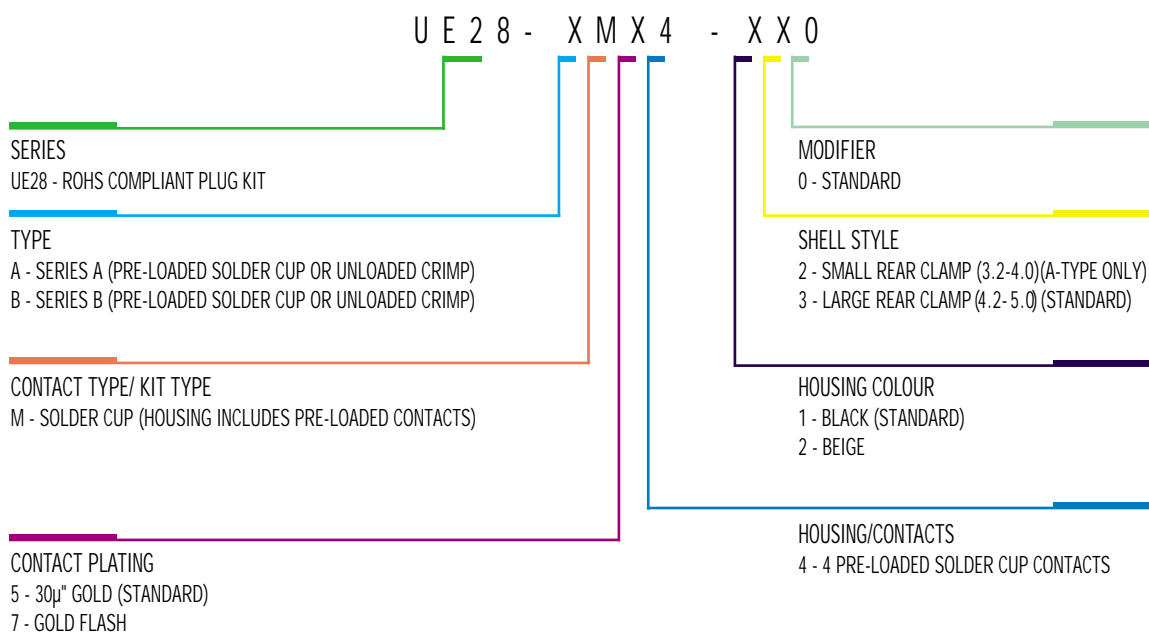 UE28- XMX4 - XX0
SERIES
UE28 - ROHS COMPLIANT PLUG KIT
TYPE
A - SERIES A (PRE-LOADED SOLDER CUP OR UNLOADED CRIMP)
B - SERIES B (PRE-LOADED SOLDER CUP OR UNLOADED CRIMP)
CONTACT TYPE/ KIT TYPE
M - SOLDER CUP (HOUSING INCLUDES PRE-LOADED CONTACTS)
CONTACT PLATING
5 - 30µ" GOLD (STANDARD)
7 - GOLD FLASH
MODIFIER
0 - STANDARD
SHELL STYLE
2 - SMALL REAR CLAMP (3.2-4.0)(A-TYPE ONLY)
3 - LARGE REAR CLAMP (4.2-5.0) (STANDARD)
HOUSING COLOUR
1 - BLACK (STANDARD)
2 - BEIGE
HOUSING/CONTACTS
4 - 4 PRE-LOADED SOLDER CUP CONTACTS